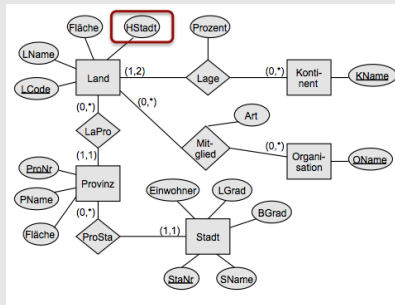 Fläche
HStadt
Prozent
LName
Land
(1,2)
Lage
(0,*)
Konti-
nent
KName
LCode
(0,*)
(0,*)
LaPro
Art
Mit-
glied
(0,*)
Organi-
sation
OName
(1,1)
ProNr
Provinz
PName
Einwohner
LGrad
BGrad
Fläche
(0,*)
ProSta
(1,1)
Stadt
StaNr
SName